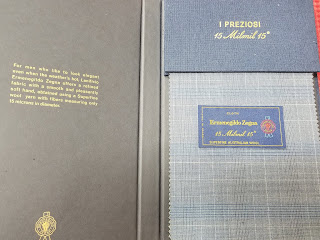 For men who like to look elegant
even when the weather's hot. Lanificio
Ermenegildo Zegna offers a refined
fabric with a smooth and pleasantly
soft hand, obtained using a Superfine
wool yarn with fibers measuring only
15 microns in diameter.
I PREZIOSI
15 Milmil 15®
Ermenegildo Zegna
15 Milmil 15®
SUPERFINE AUSTRALIAN WOOL